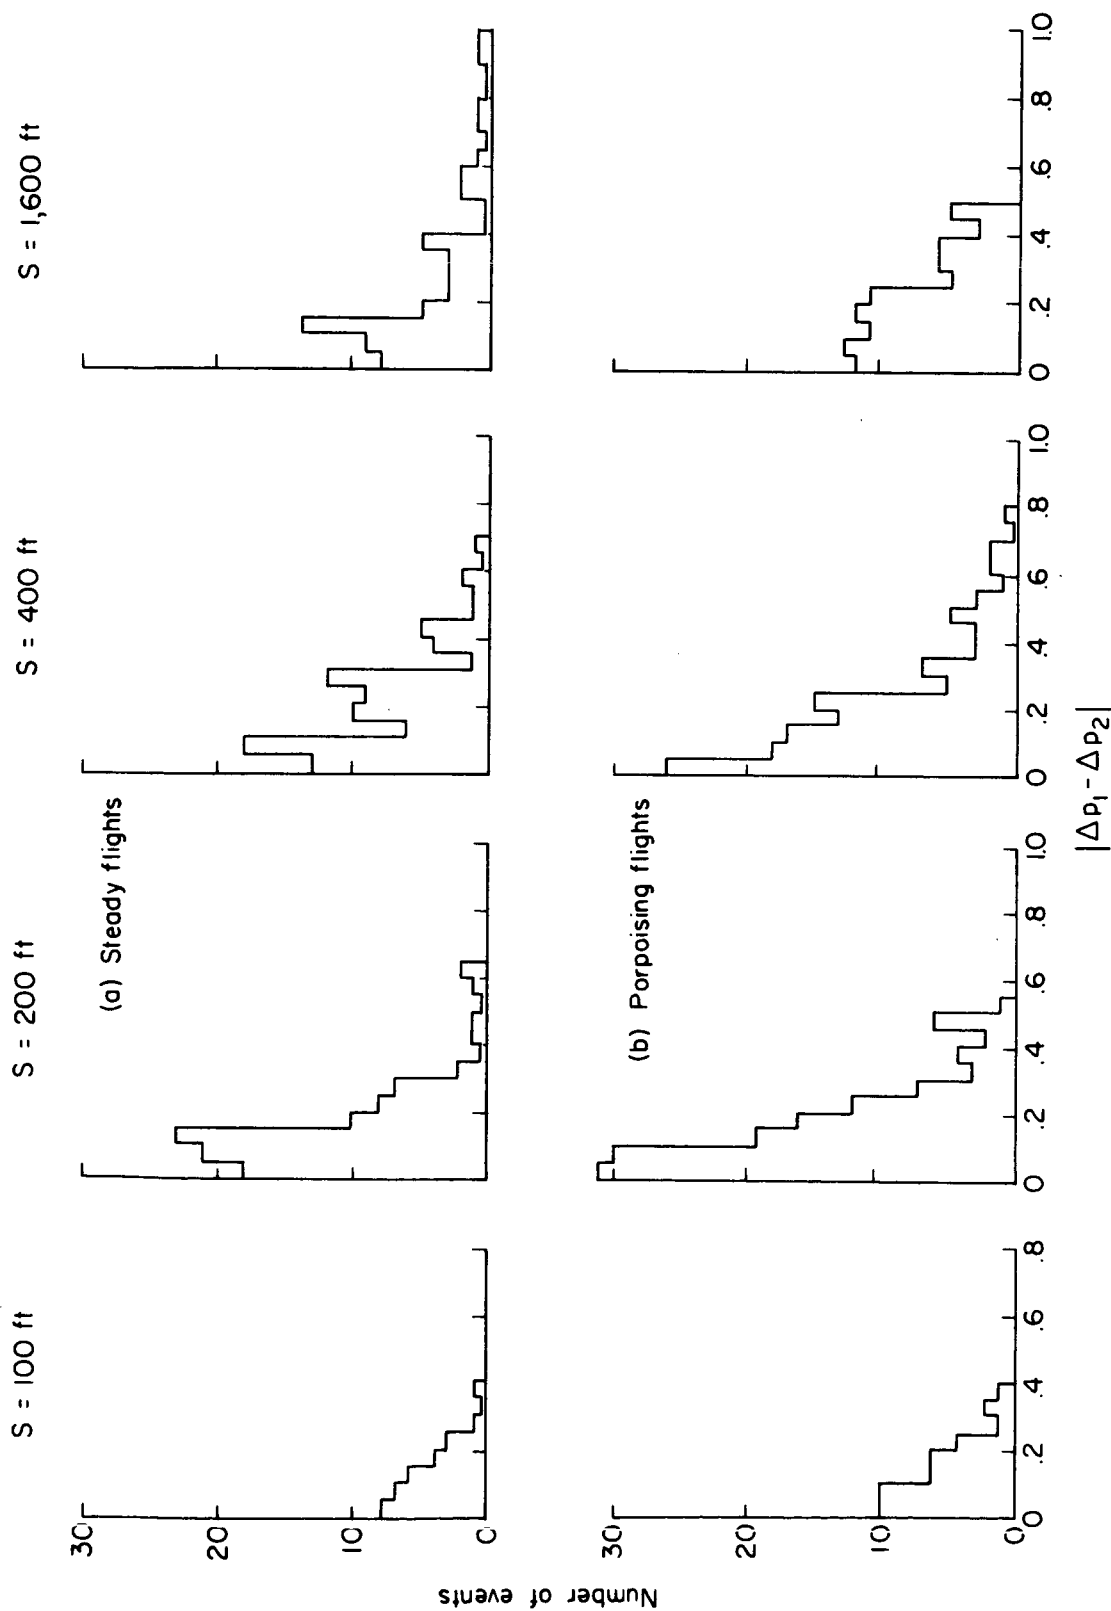 S = 100 ft
S = 200 ft
S = 400 ft
S = 1,600 ft
30
20
10
0
(a) Steady flights
30
20
10
0
(b) Porpoising flights
0 .2 .4 .6 .8
0 .2 .4 .6 .8 1.0
0 .2 .4 .6 .8 1.0
0 .2 .4 .6 .8 1.0
Number of events
|Δp₁ - Δp₂|